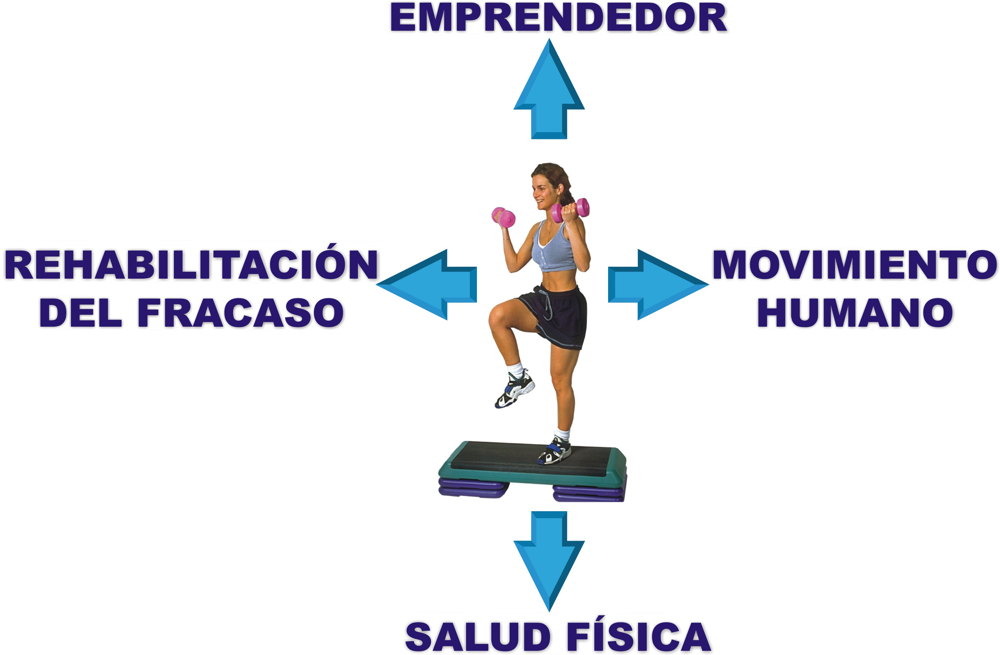 EMPRENDEDOR
REHABILITACIÓN
DEL FRACASO
MOVIMIENTO
HUMANO
SALUD FÍSICA